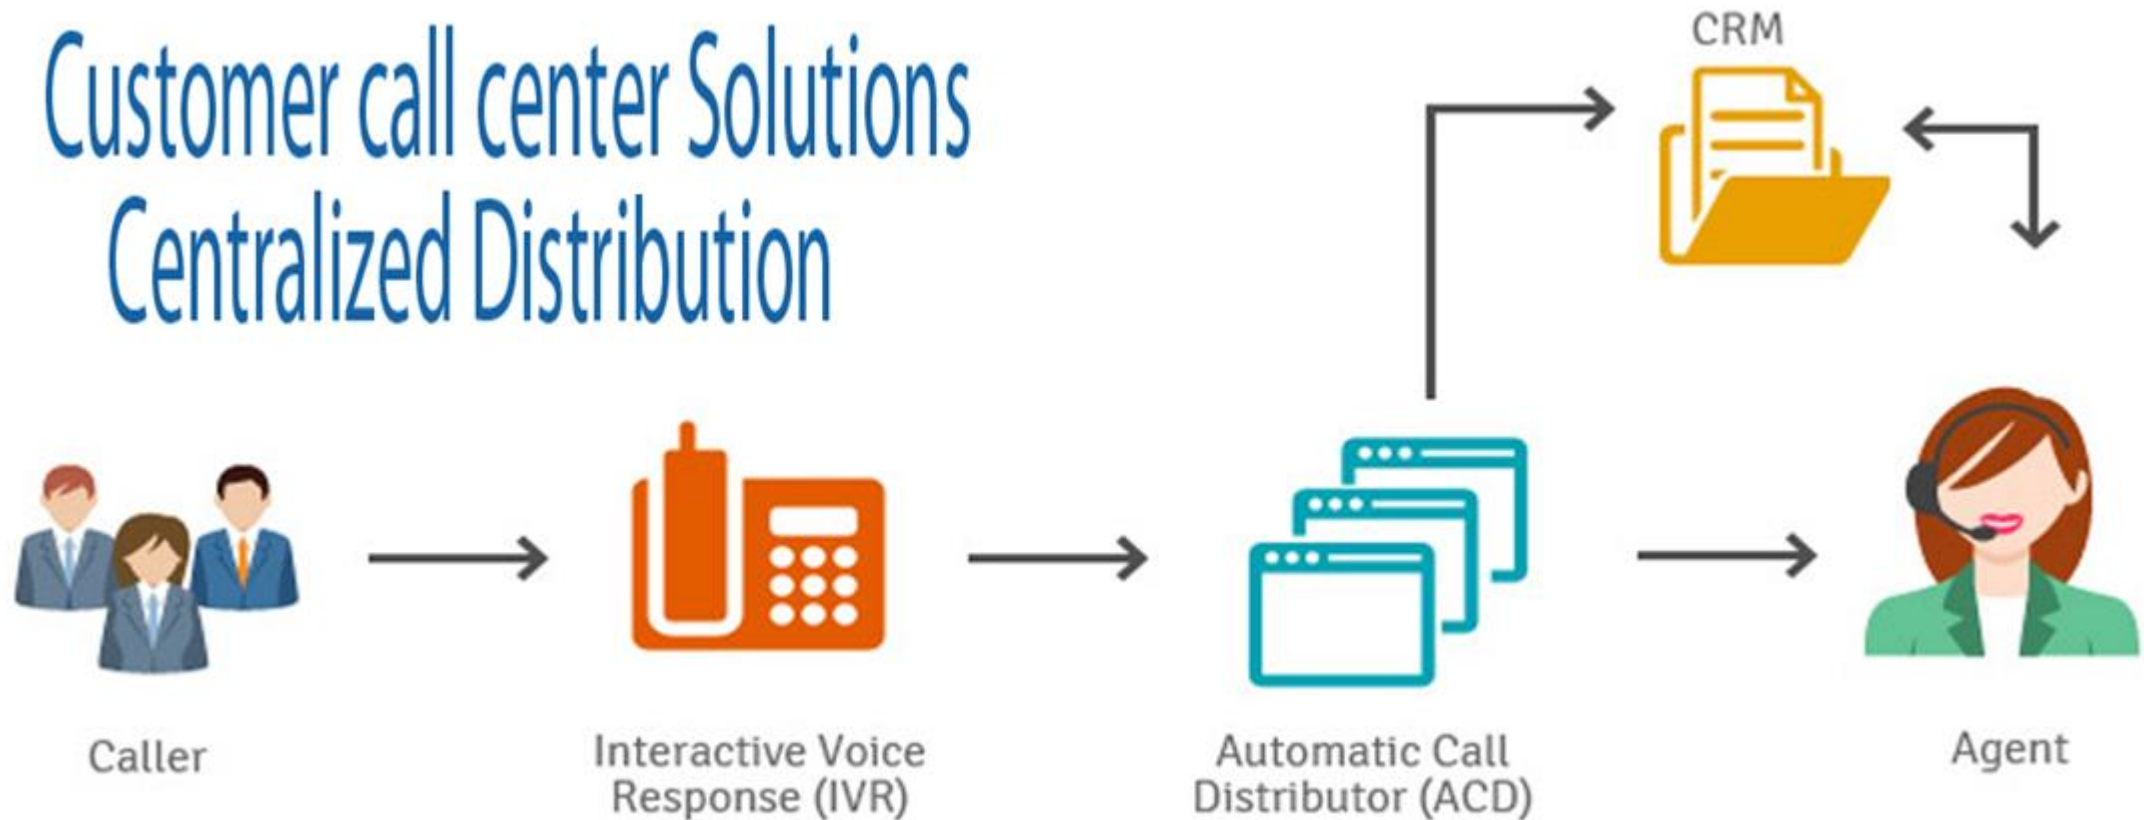 Customer call center Solutions
Centralized Distribution
CRM
Caller
Interactive Voice
Response (IVR)
Automatic Call
Distributor (ACD)
Agent